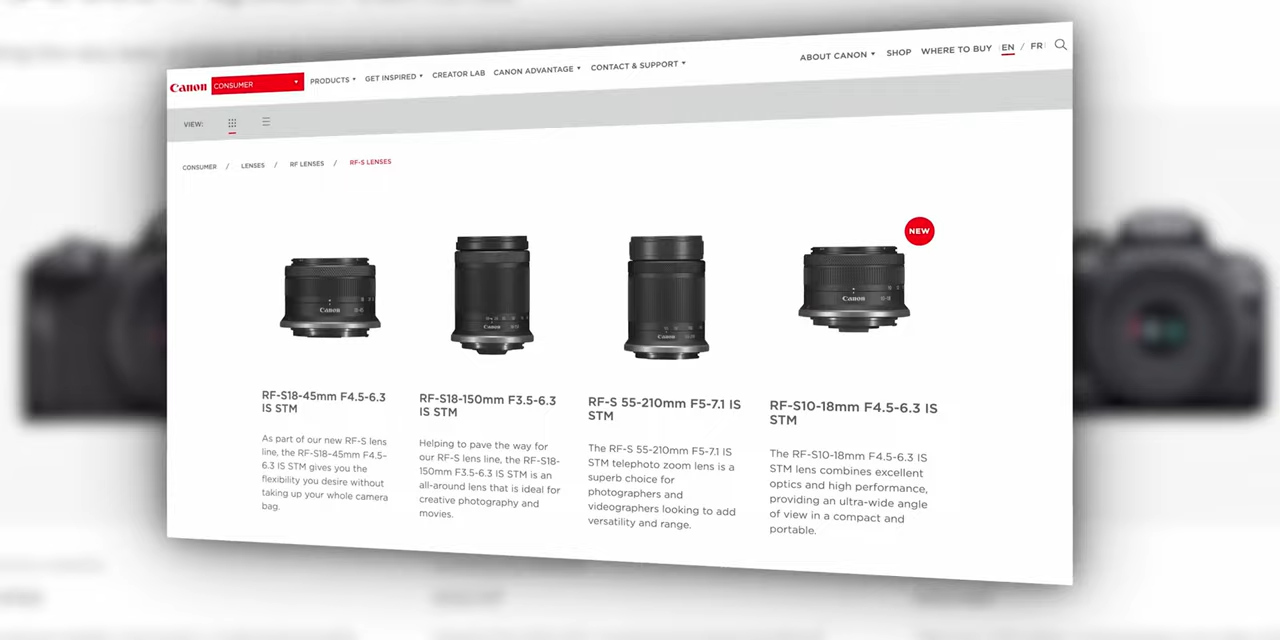 Canon CONSUMER PRODUCTS GET INSPIRED CREATOR LAB CANON ADVANTAGE CONTACT & SUPPORT ABOUT CANON SHOP WHERE TO BUY EN / FR
VIEW:
CONSUMER / LENSES / RF LENSES / RF-S LENSES
NEW
Canon
Canon
Canon
Canon
RF-S18-45mm F4.5-6.3
IS STM
As part of our new RF-S lens
line, the RF-S18-45mm F4.5-
6.3 IS STM gives you the
flexibility you desire without
taking up your whole camera
bag.
RF-S18-150mm F3.5-6.3
IS STM
Helping to pave the way for
our RF-S lens line, the RF-S18-
150mm F3.5-6.3 IS STM is an
all-around lens that is ideal for
creative photography and
movies.
RF-S 55-210mm F5-7.1 IS
STM
The RF-S 55-210mm F5-7.1 IS
STM telephoto zoom lens is a
superb choice for
photographers and
videographers looking to add
versatility and range.
RF-S10-18mm F4.5-6.3 IS
STM
The RF-S10-18mm F4.5-6.3 IS
STM lens combines excellent
optics and high performance,
providing an ultra-wide angle
of view in a compact and
portable.